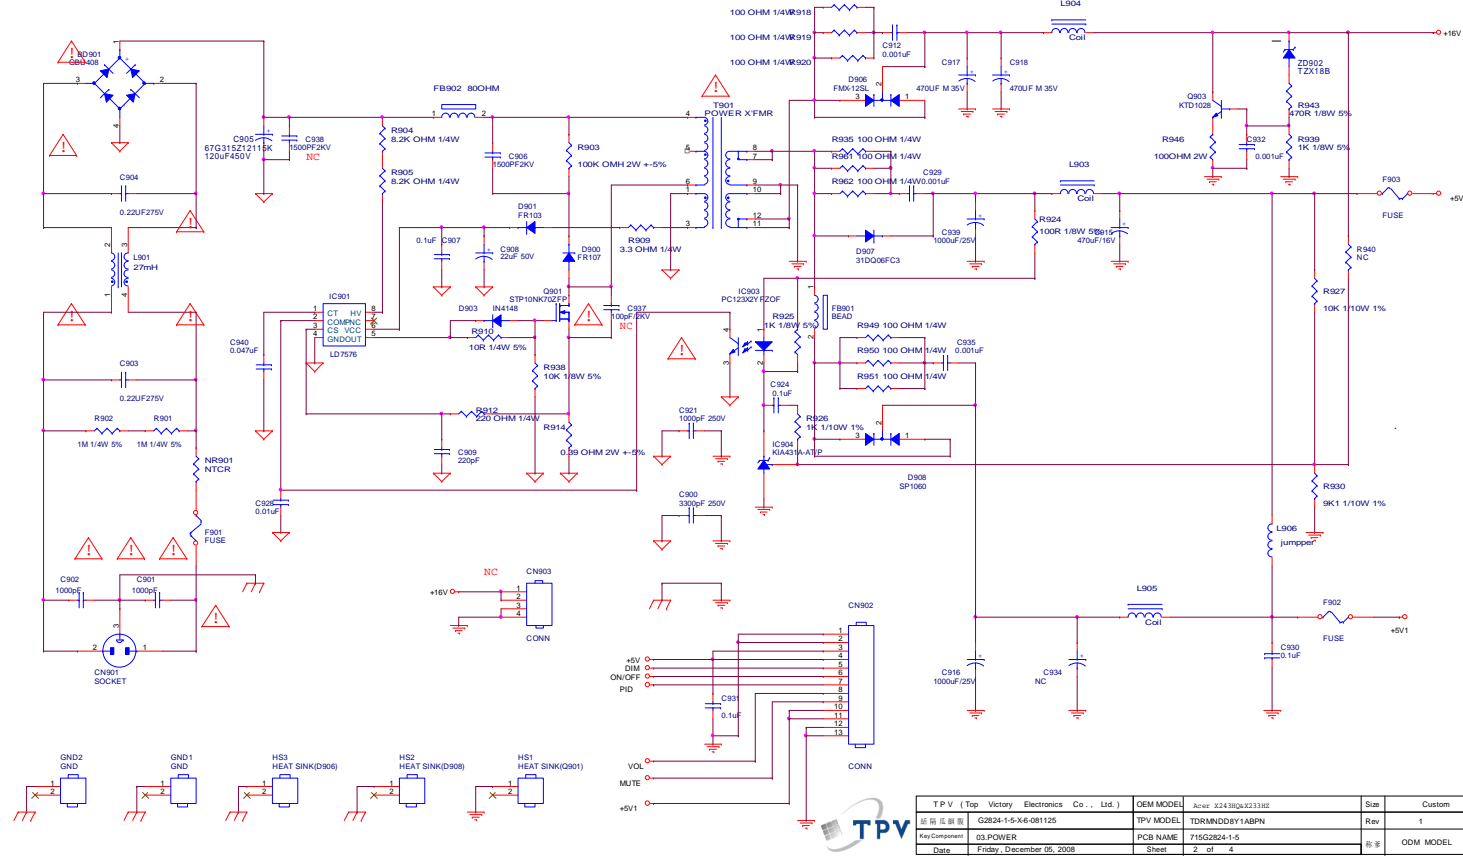 BD901
GBU408
C905
67G315Z12115K
120uF450V
C938
1500PF2KV
NC
C904
0.22UF275V
L901
27mH
C903
0.22UF275V
R902
1M 1/4W 5%
R901
1M 1/4W 5%
NR901
NTCR
F901
FUSE
C902
1000pF
C901
1000pF
CN901
SOCKET
FB902 80OHM
R904
8.2K OHM 1/4W
R905
8.2K OHM 1/4W
C906
1500PF2KV
R903
100K OMH 2W +-5%
D901
FR103
0.1uF C907
C908
22uF 50V
D900
FR107
R909
3.3 OHM 1/4W
Q901
STP10NK70ZFP
C937
100pF/2KV
NC
IC901
CT HV
COMPNC
CS VCC
GNDOUT
LD7576
D903
IN4148
R910
10R 1/4W 5%
R938
10K 1/8W 5%
R912
220 OHM 1/4W
R914
0.39 OHM 2W +-5%
C909
220pF
C940
0.047uF
C928
0.01uF
T901
POWER X'FMR
100 OHM 1/4W R918
100 OHM 1/4W R919
100 OHM 1/4W R920
C912
0.001uF
D906
FMX-12SL
C917
470UF M 35V
C918
470UF M 35V
L904
Coil
+16V
ZD902
TZX18B
Q903
KTD1028
R943
470R 1/8W 5%
R946
100OHM 2W
C932
0.001uF
R939
1K 1/8W 5%
R935 100 OHM 1/4W
R961 100 OHM 1/4W
R962 100 OHM 1/4W
C929
0.001uF
D907
31DQ06FC3
C939
1000uF/25V
L903
Coil
R924
100R 1/8W 5%
C915
470uF/16V
F903
FUSE
+5V
R940
NC
R927
10K 1/10W 1%
IC903
PC123X2YFZOF
R925
1K 1/8W 5%
FB901
BEAD
R949 100 OHM 1/4W
R950 100 OHM 1/4W
R951 100 OHM 1/4W
C935
0.001uF
C924
0.1uF
R926
1K 1/10W 1%
IC904
KIA431A-AT/P
D908
SP1060
C921
1000pF 250V
C900
3300pF 250V
R930
9K1 1/10W 1%
L906
jumpper
L905
Coil
F902
FUSE
+5V1
C916
1000uF/25V
C934
NC
C930
0.1uF
NC
CN903
+16V
CONN
CN902
+5V
DIM
ON/OFF
PID
C931
0.1uF
VOL
MUTE
+5V1
CONN
GND2
GND
GND1
GND
HS3
HEAT SINK(D906)
HS2
HEAT SINK(D908)
HS1
HEAT SINK(Q901)
TPV
T P V ( Top Victory Electronics Co . , Ltd. )
OEM MODEL
Acer X243HQ&X233HZ
Size
Custom
G2824-1-5-X-6-081125
TPV MODEL
TDRMNDD8Y1ABPN
Rev
1
Key Component
03.POWER
PCB NAME
715G2824-1-5
Date
Friday, December 05, 2008
Sheet
2 of 4
ODM MODEL